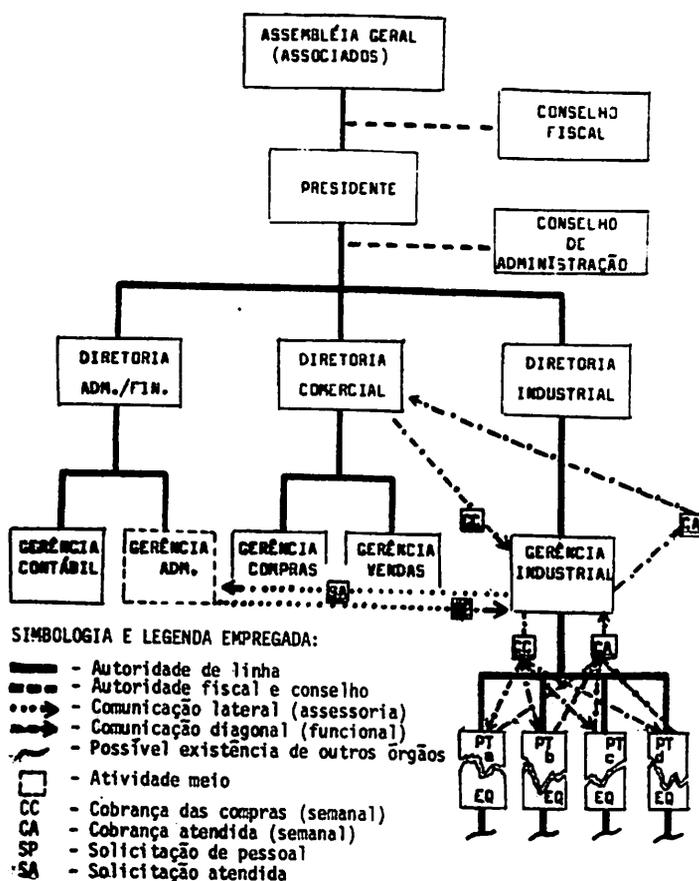 ASSEMBLÉIA GERAL
(ASSOCIADOS)
CONSELHO
FISCAL
PRESIDENTE
CONSELHO
DE
ADMINISTRAÇÃO
DIRETORIA
ADM./FIN.
DIRETORIA
COMERCIAL
DIRETORIA
INDUSTRIAL
CC
CA
GERÊNCIA
CONTÁBIL
GERÊNCIA
ADM.
GERÊNCIA
COMPRAS
GERÊNCIA
VENDAS
GERÊNCIA
INDUSTRIAL
SA
CC
CA
PT
a
EQ
PT
b
EQ
PT
c
EQ
PT
d
EQ
SIMBOLOGIA E LEGENDA EMPREGADA:
- Autoridade de linha
- Autoridade fiscal e conselho
- Comunicação lateral (assessoria)
- Comunicação diagonal (funcional)
- Possível existência de outros órgãos
- Atividade meio
CC - Cobrança das compras (semanal)
CA - Cobrança atendida (semanal)
SP - Solicitação de pessoal
SA - Solicitação atendida